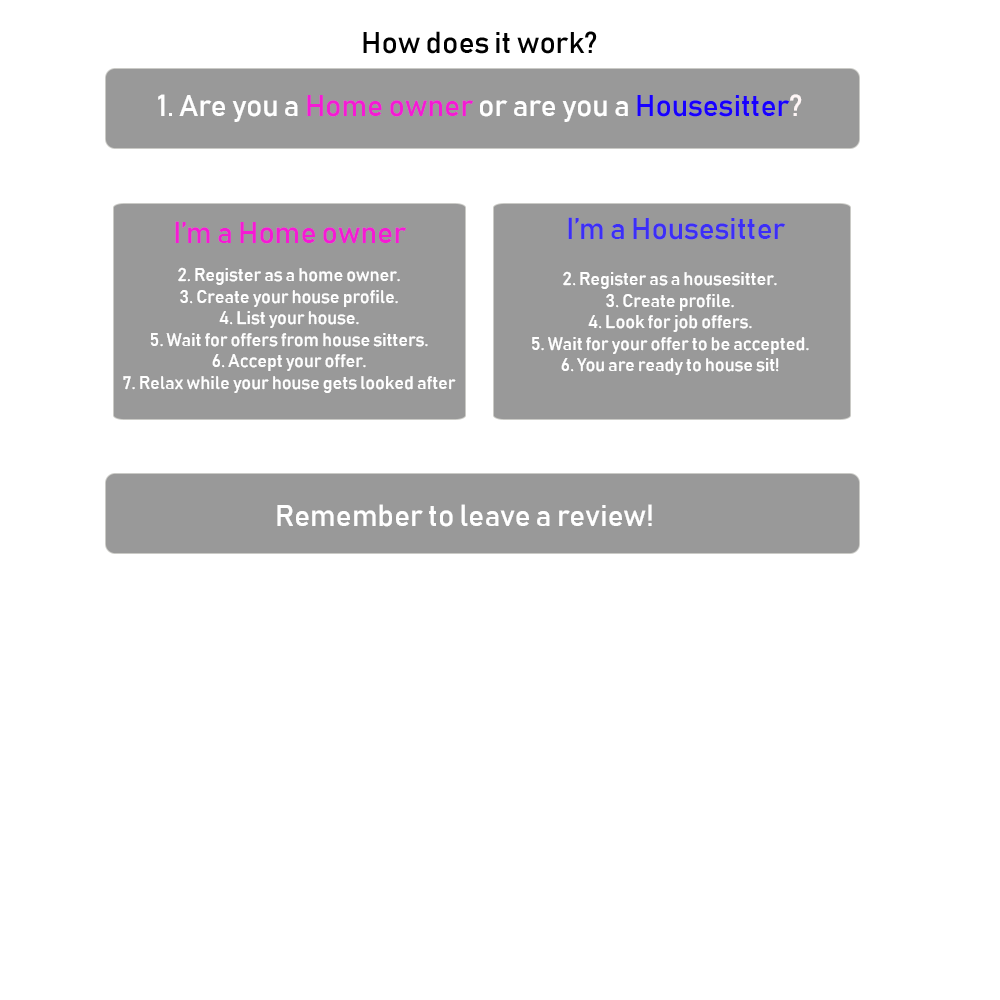 How does it work?
1. Are you a Home owner or are you a Housesitter?
I'm a Home owner
2. Register as a home owner.
3. Create your house profile.
4. List your house.
5. Wait for offers from house sitters.
6. Accept your offer.
7. Relax while your house gets looked after
I'm a Housesitter
2. Register as a housesitter.
3. Create profile.
4. Look for job offers.
5. Wait for your offer to be accepted.
6. You are ready to house sit!
Remember to leave a review!